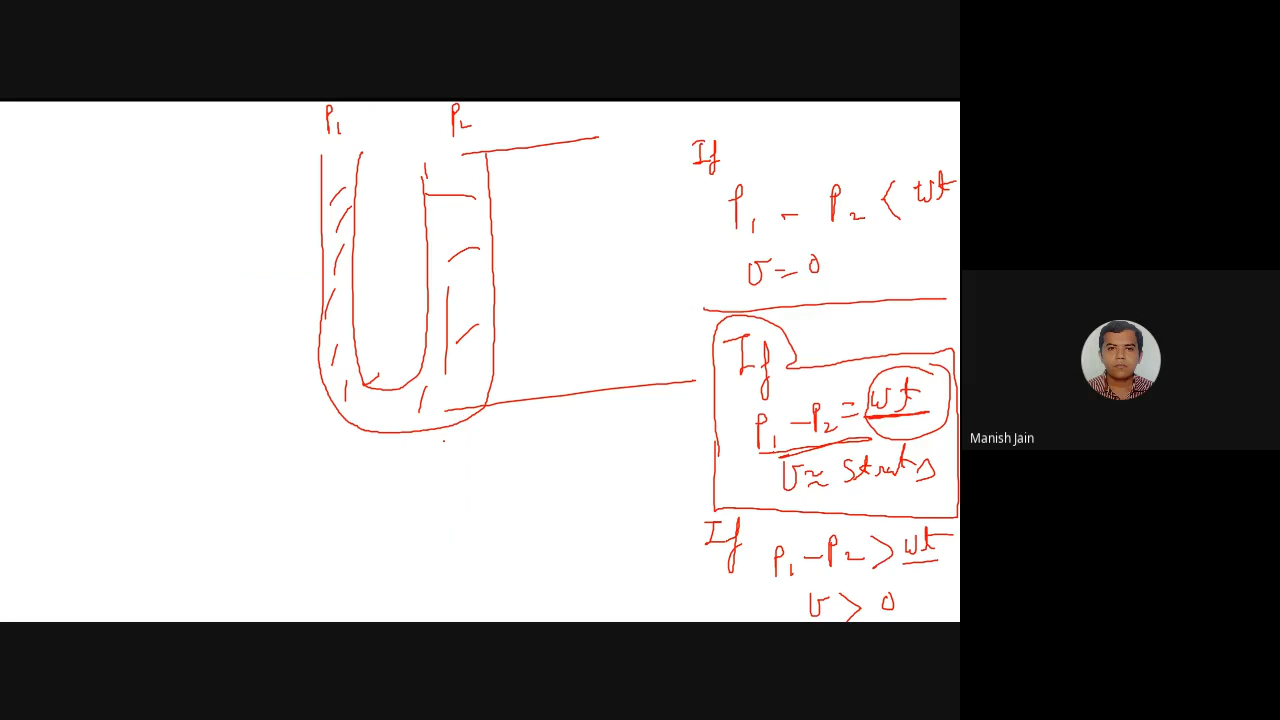 P1 P2
If
P1 - P2 < wt
v = 0
If
P1 - P2 = wt
v ≈ starts
If P1 - P2 > wt
v > 0
Manish Jain